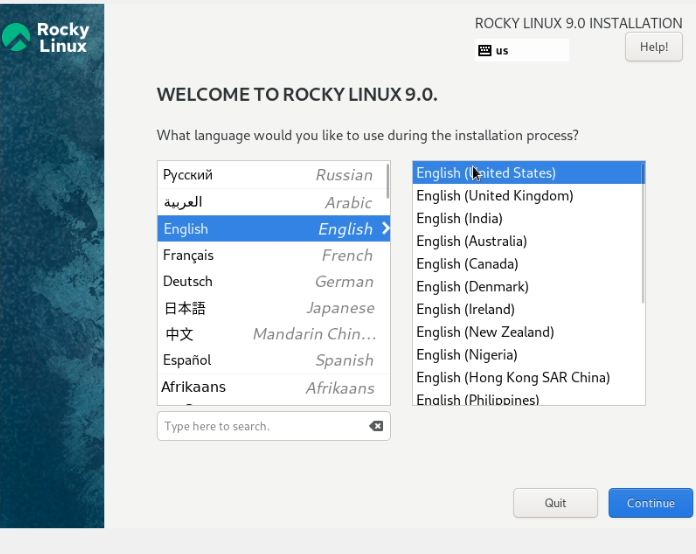 Rocky
Linux
ROCKY LINUX 9.0 INSTALLATION
us
Help!
WELCOME TO ROCKY LINUX 9.0.
What language would you like to use during the installation process?
Русский Russian
العربية Arabic
English English
Français French
Deutsch German
日本語 Japanese
中文 Mandarin Chin...
Español Spanish
Afrikaans Afrikaans
English (United States)
English (United Kingdom)
English (India)
English (Australia)
English (Canada)
English (Denmark)
English (Ireland)
English (New Zealand)
English (Nigeria)
English (Hong Kong SAR China)
English (Philippines)
Type here to search.
Quit
Continue